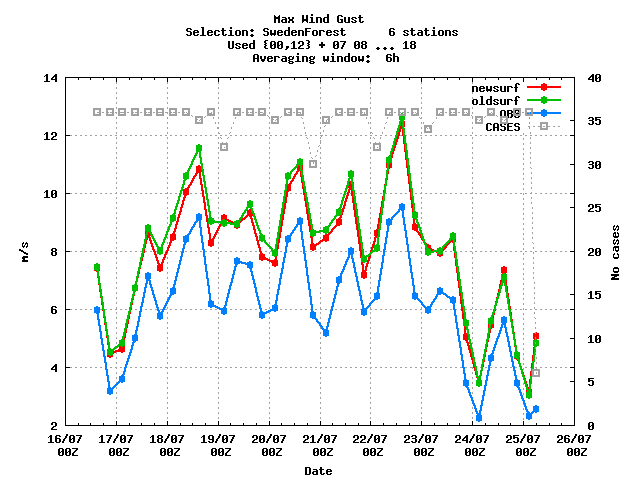 Max Wind Gust
Selection: SwedenForest 6 stations
Used {00,12} + 07 08 ... 18
Averaging window: 6h
14 40
newsurf
oldsurf
OBS
CASES
35
12
30
10
25
m/s
8 20
No cases
15
6
10
4
5
2 0
16/07 17/07 18/07 19/07 20/07 21/07 22/07 23/07 24/07 25/07 26/07
00Z 00Z 00Z 00Z 00Z 00Z 00Z 00Z 00Z 00Z 00Z
Date